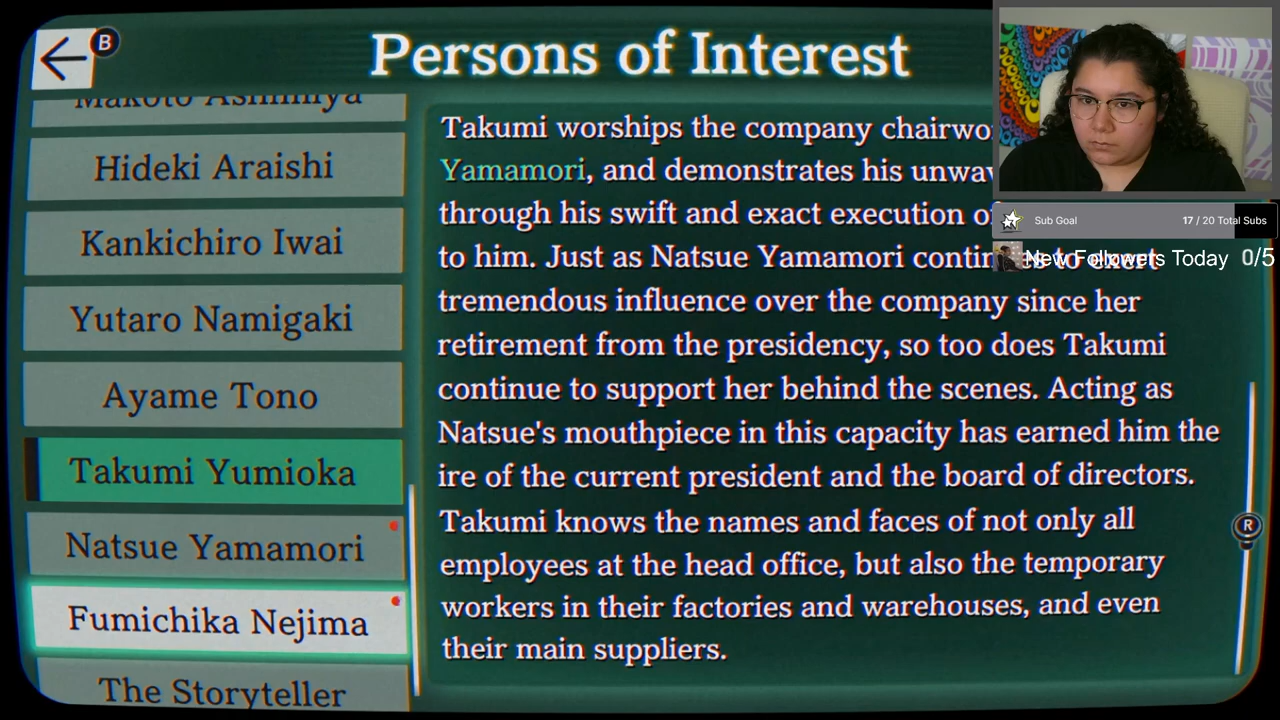 B
Persons of Interest
Makoto Ashimiya
Hideki Araishi
Kankichiro Iwai
Yutaro Namigaki
Ayame Tono
Takumi Yumioka
Natsue Yamamori
Fumichika Nejima
The Storyteller
Takumi worships the company
Yamamori, and demonstrates his
through his swift and exact execution
to him. Just as Natsue Yamamori to exert
tremendous influence over the company since her
retirement from the presidency, so too does Takumi
continue to support her behind the scenes. Acting as
Natsue's mouthpiece in this capacity has earned him the
ire of the current president and the board of directors.
Takumi knows the names and faces of not only all
employees at the head office, but also the temporary
workers in their factories and warehouses, and even
their main suppliers.
R
Sub Goal 17 / 20 Total Subs
New Followers Today 0/5